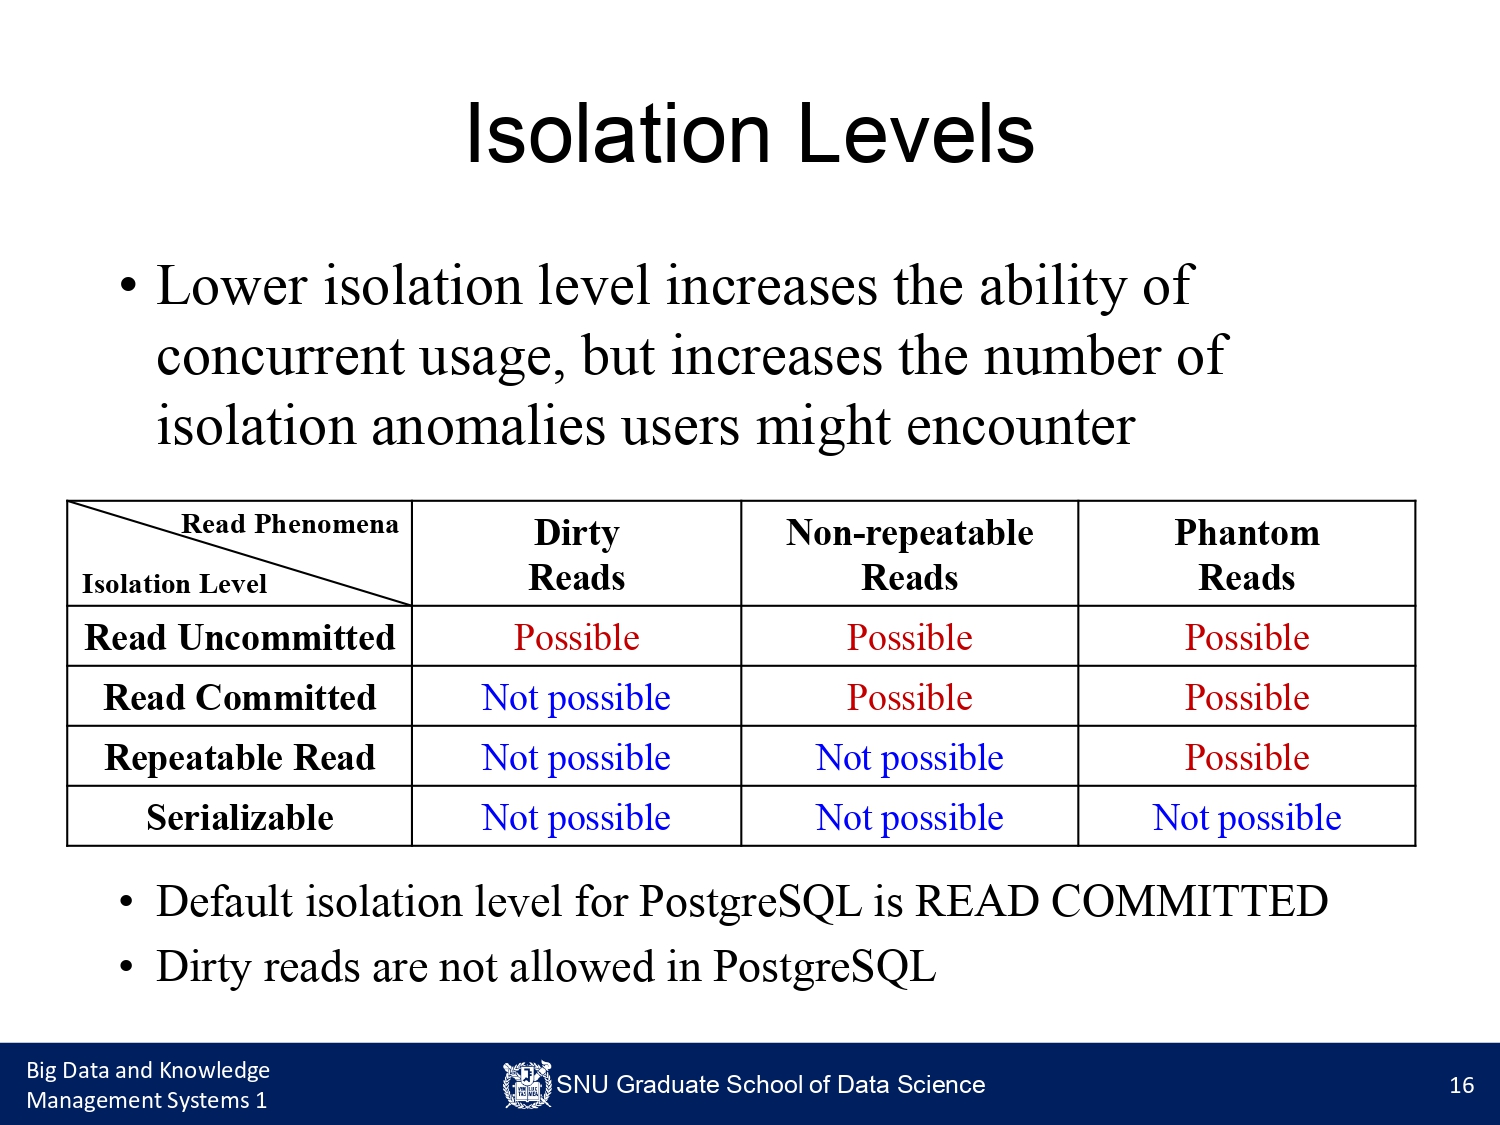 Isolation Levels
• Lower isolation level increases the ability of
concurrent usage, but increases the number of
isolation anomalies users might encounter
Read Phenomena
Isolation Level
Dirty Reads
Non-repeatable Reads
Phantom Reads
Read Uncommitted Possible Possible Possible
Read Committed Not possible Possible Possible
Repeatable Read Not possible Not possible Possible
Serializable Not possible Not possible Not possible
• Default isolation level for PostgreSQL is READ COMMITTED
• Dirty reads are not allowed in PostgreSQL
Big Data and Knowledge
Management Systems 1
SNU Graduate School of Data Science
16